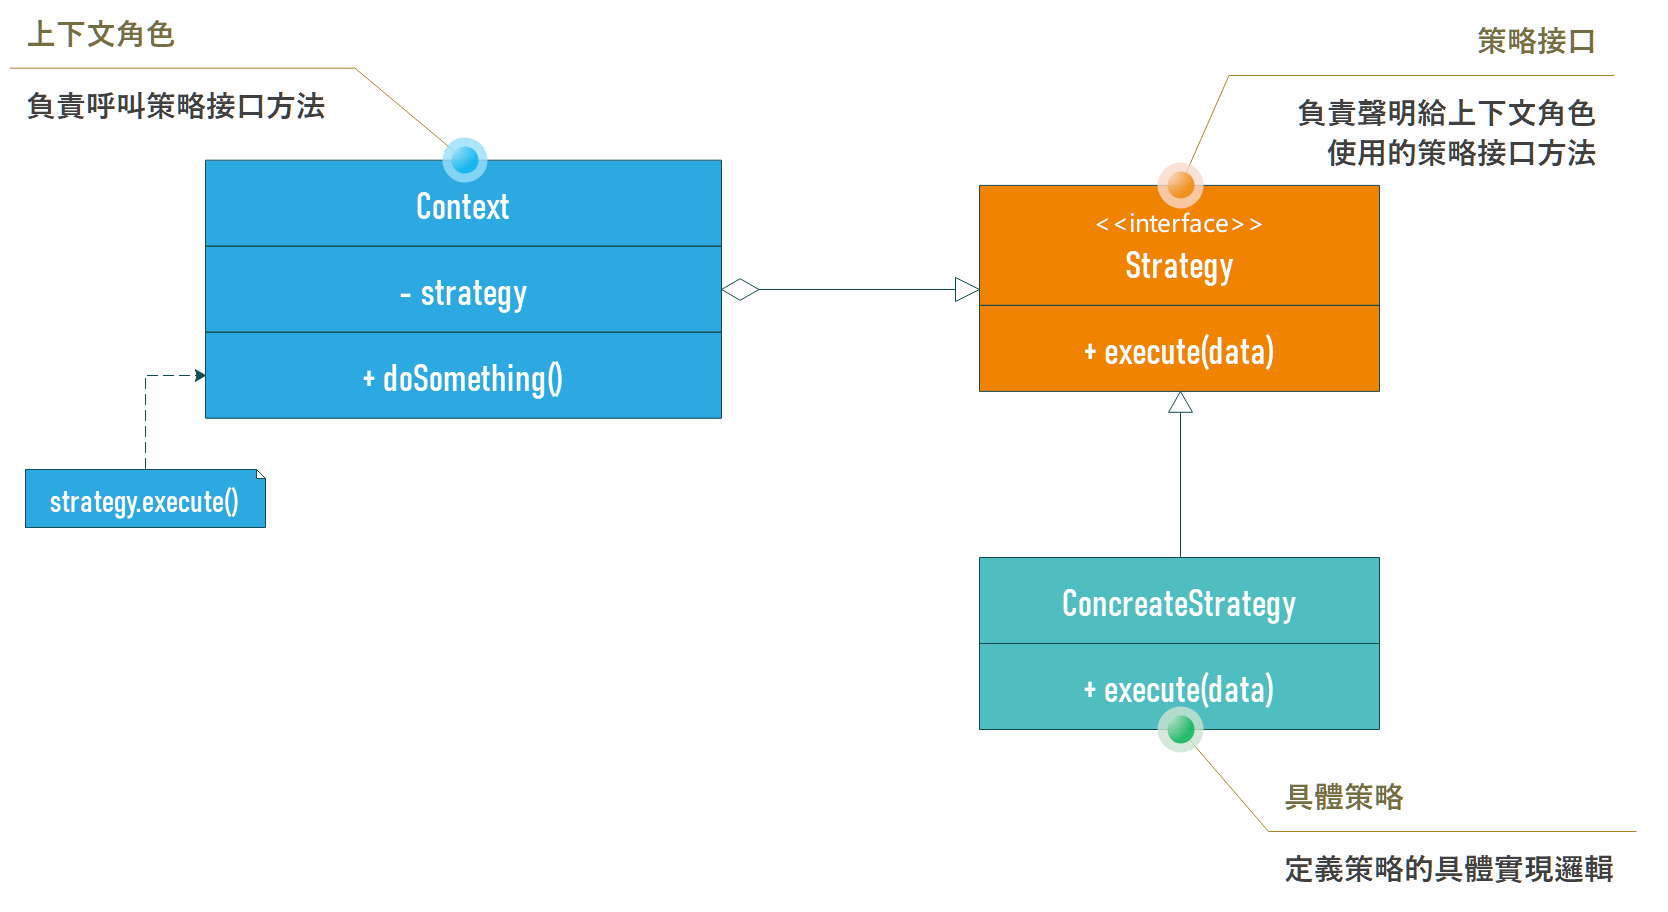 上下文角色
負責呼叫策略接口方法
策略接口
負責聲明給上下文角色
使用的策略接口方法
Context
- strategy
+ doSomething()
<<interface>>
Strategy
+ execute(data)
strategy.execute()
ConcreateStrategy
+ execute(data)
具體策略
定義策略的具體實現邏輯